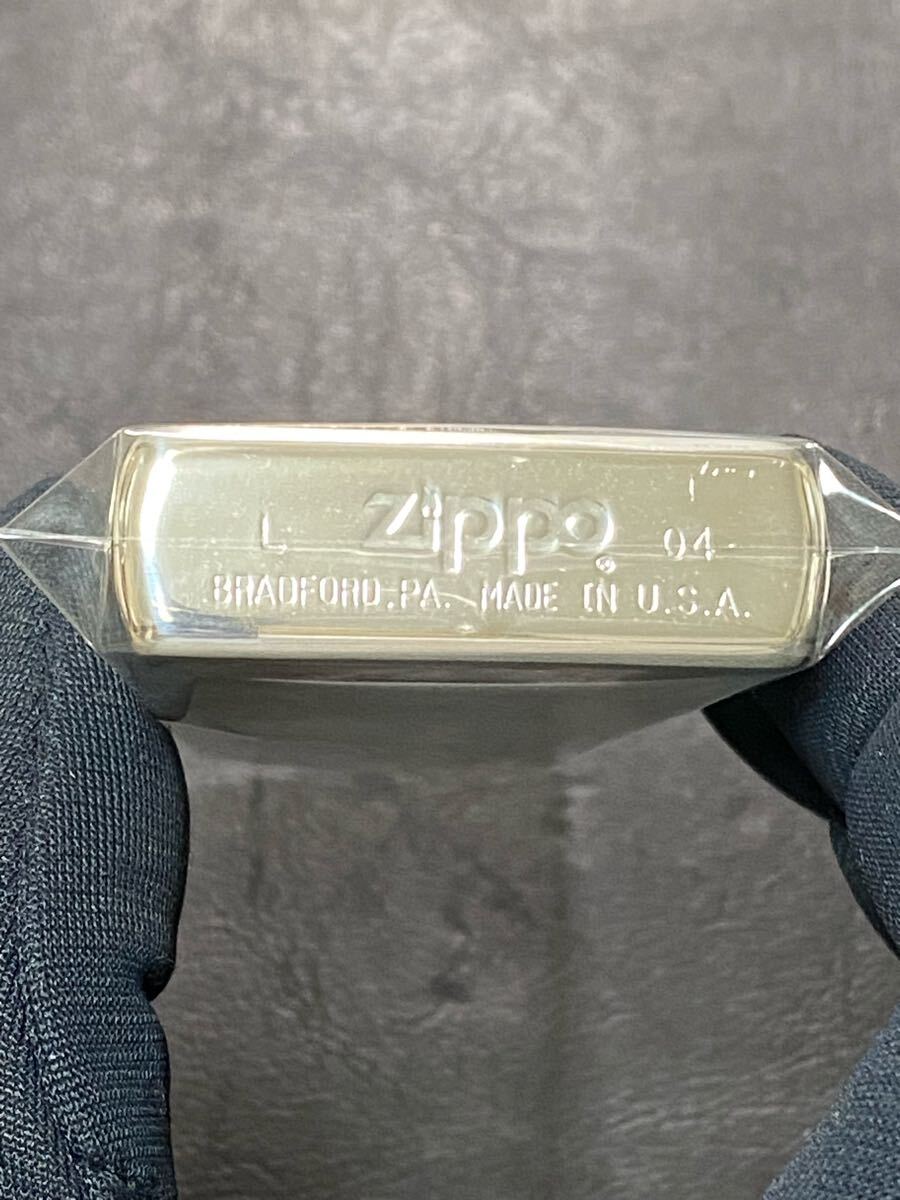 L Zippo® 04
BRADFORD, PA. MADE IN U.S.A.